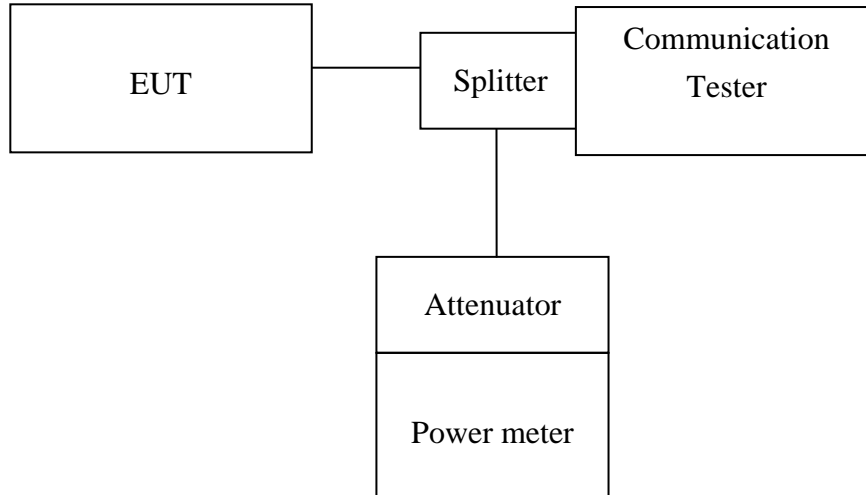 EUT
Splitter
Communication
Tester
Attenuator
Power meter